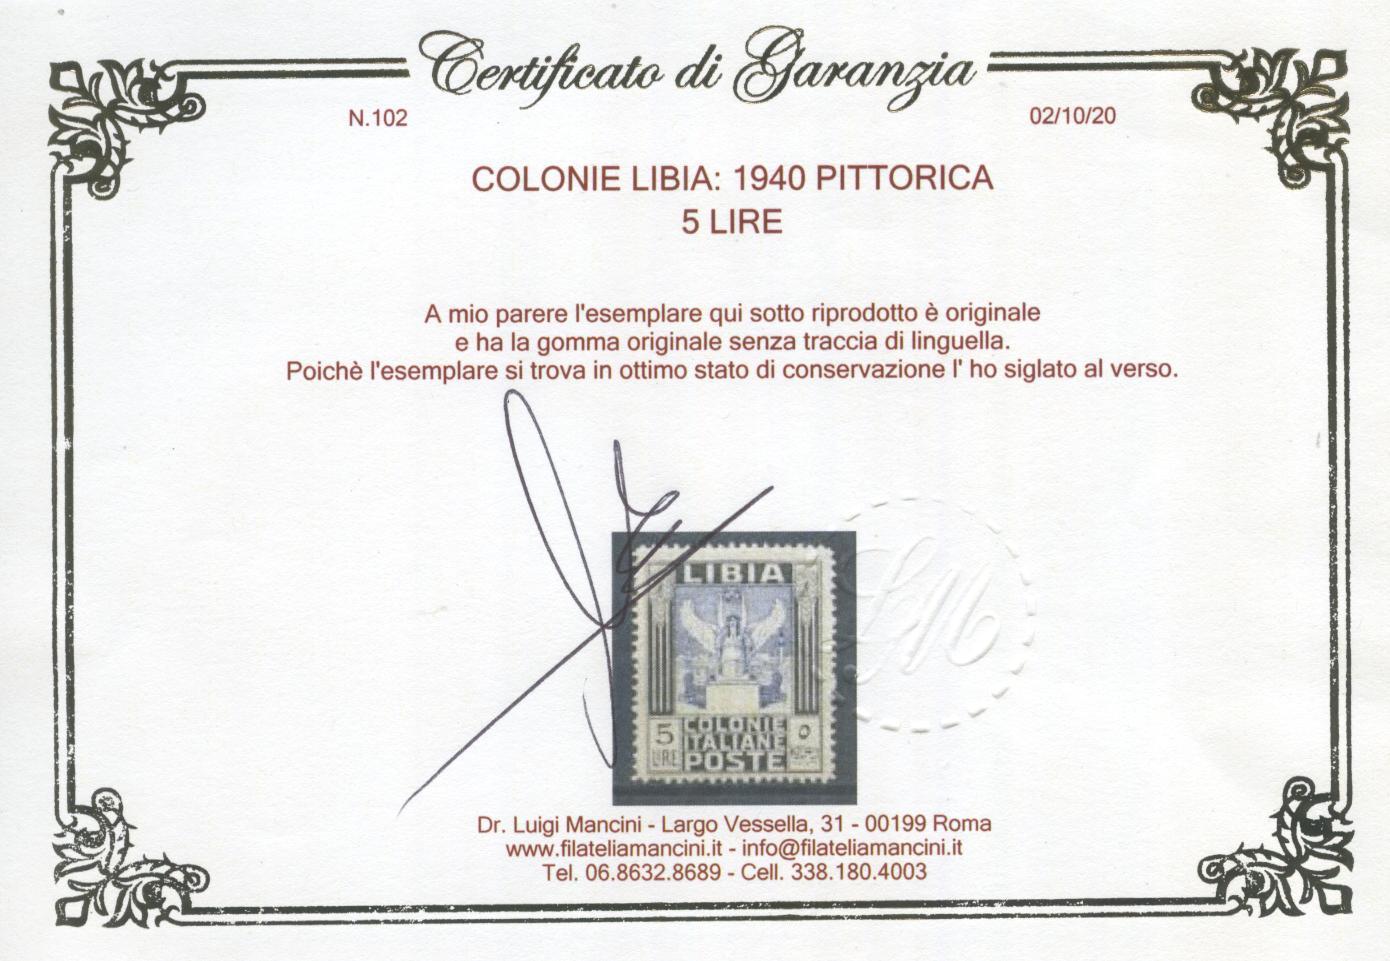 Certificato di Garanzia
N.102
02/10/20
COLONIE LIBIA: 1940 PITTORICA
5 LIRE
A mio parere l'esemplare qui sotto riprodotto è originale
e ha la gomma originale senza traccia di linguella.
Poichè l'esemplare si trova in ottimo stato di conservazione l' ho siglato al verso.
LIBIA
LM
5
LIRE
COLONIE
ITALIANE
POSTE
٥
Dr. Luigi Mancini - Largo Vessella, 31 - 00199 Roma
www.filateliamancini.it - info@filateliamancini.it
Tel. 06.8632.8689 - Cell. 338.180.4003